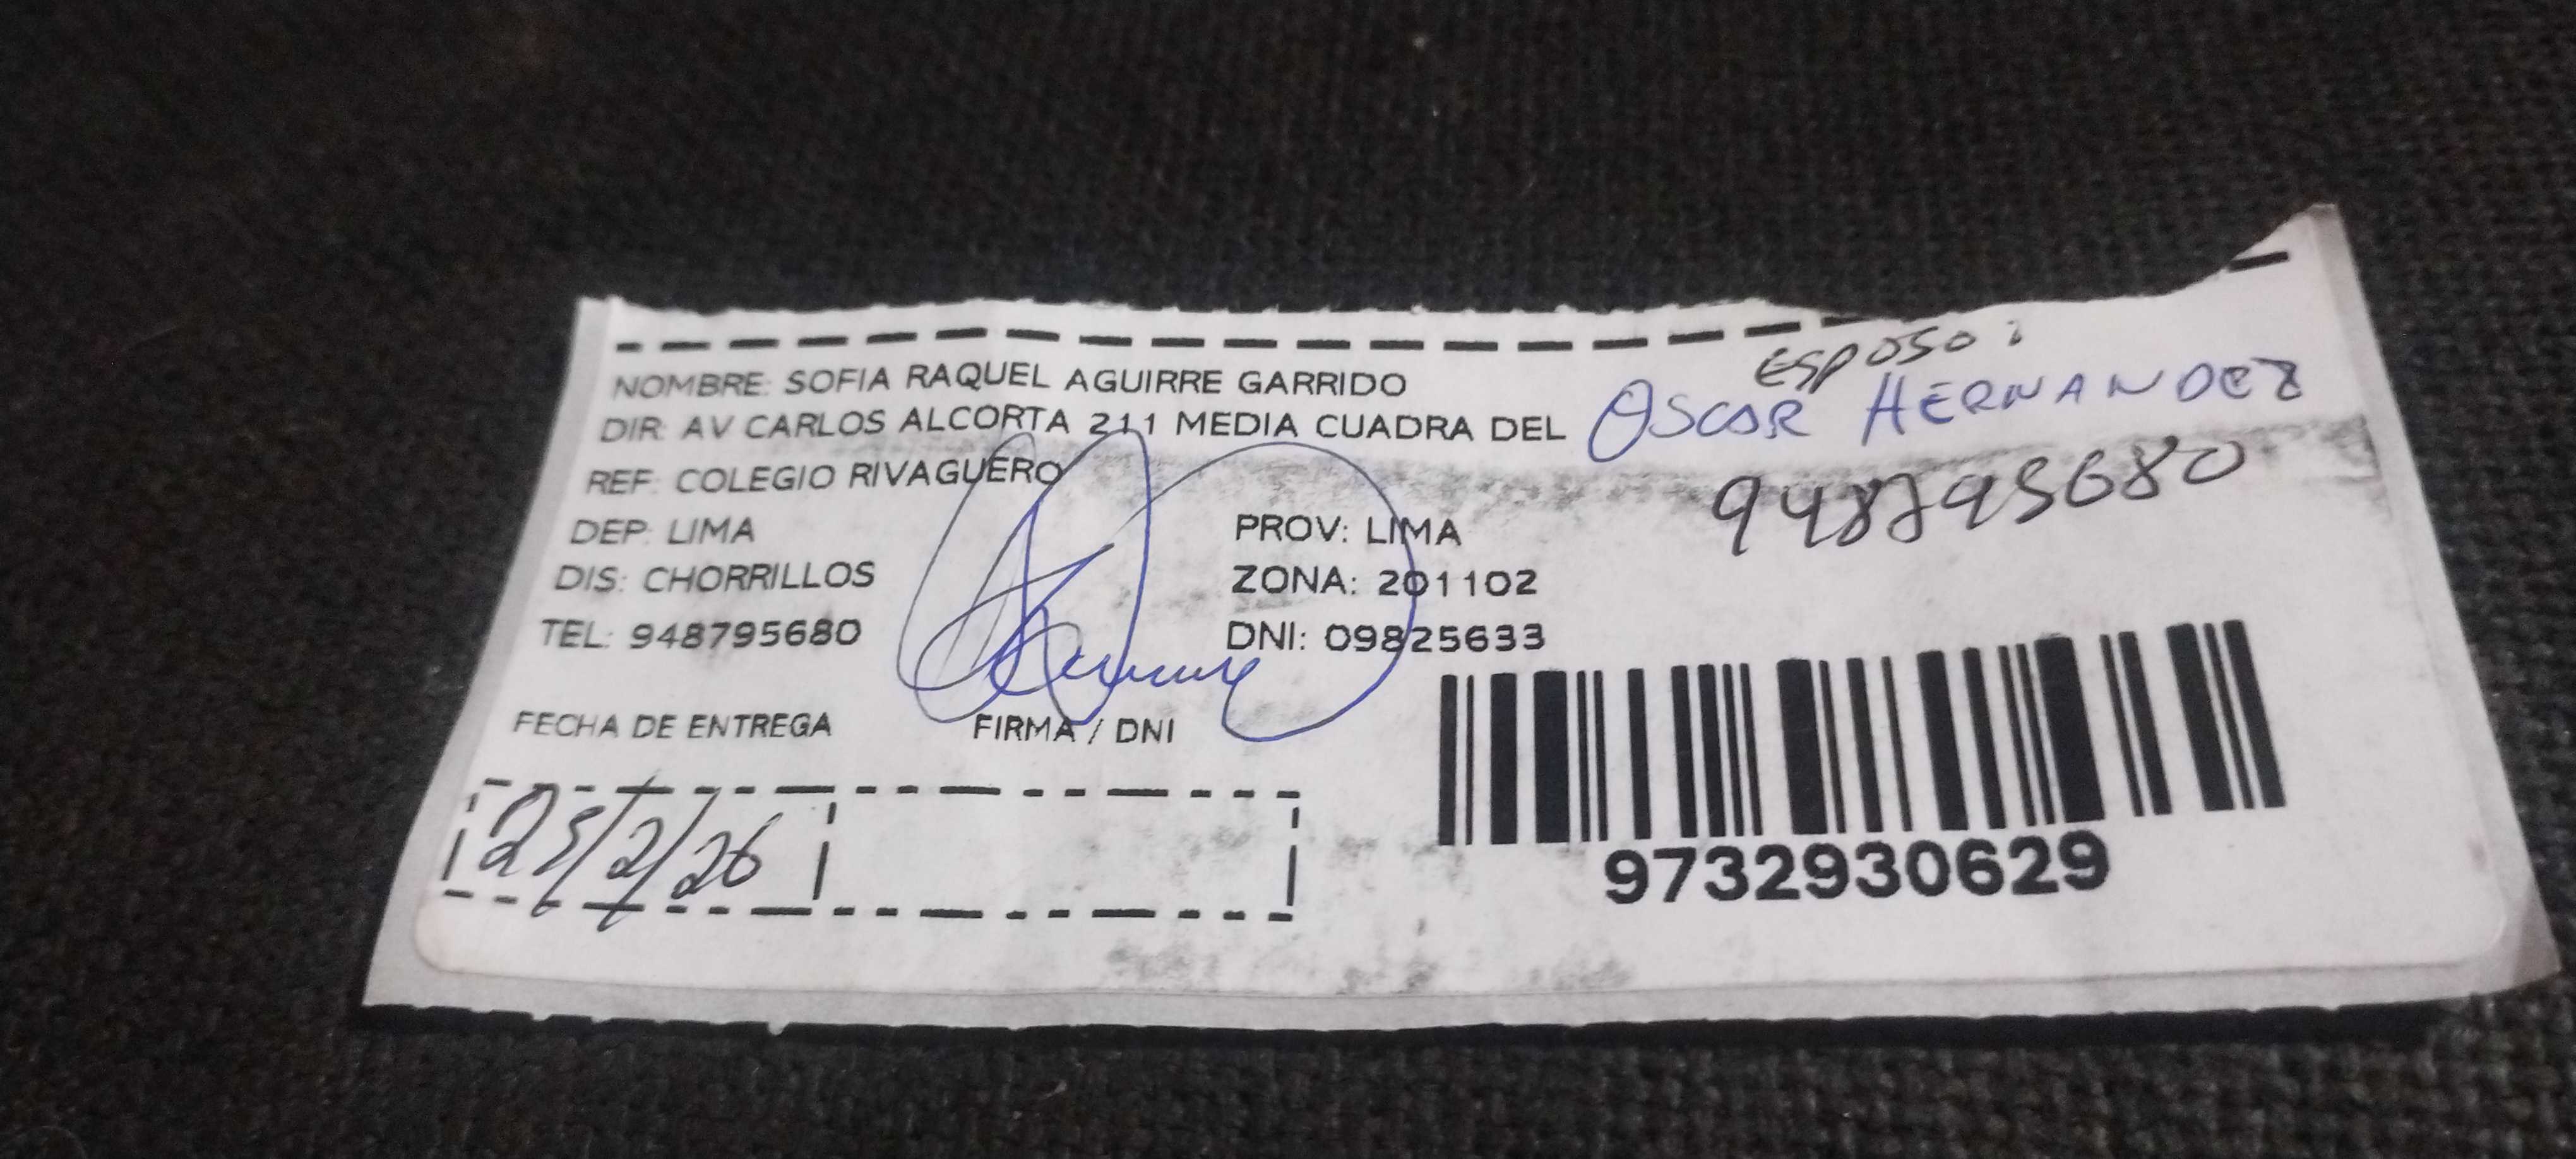 ESPOSO:
NOMBRE: SOFIA RAQUEL AGUIRRE GARRIDO
OSCAR HERNANDEZ
DIR: AV CARLOS ALCORTA 211 MEDIA CUADRA DEL
948795680
REF: COLEGIO RIVAGUERO
DEP: LIMA PROV: LIMA
DIS: CHORRILLOS ZONA: 201102
TEL: 948795680 DNI: 09825633
FECHA DE ENTREGA FIRMA / DNI
25/2/26
9732930629